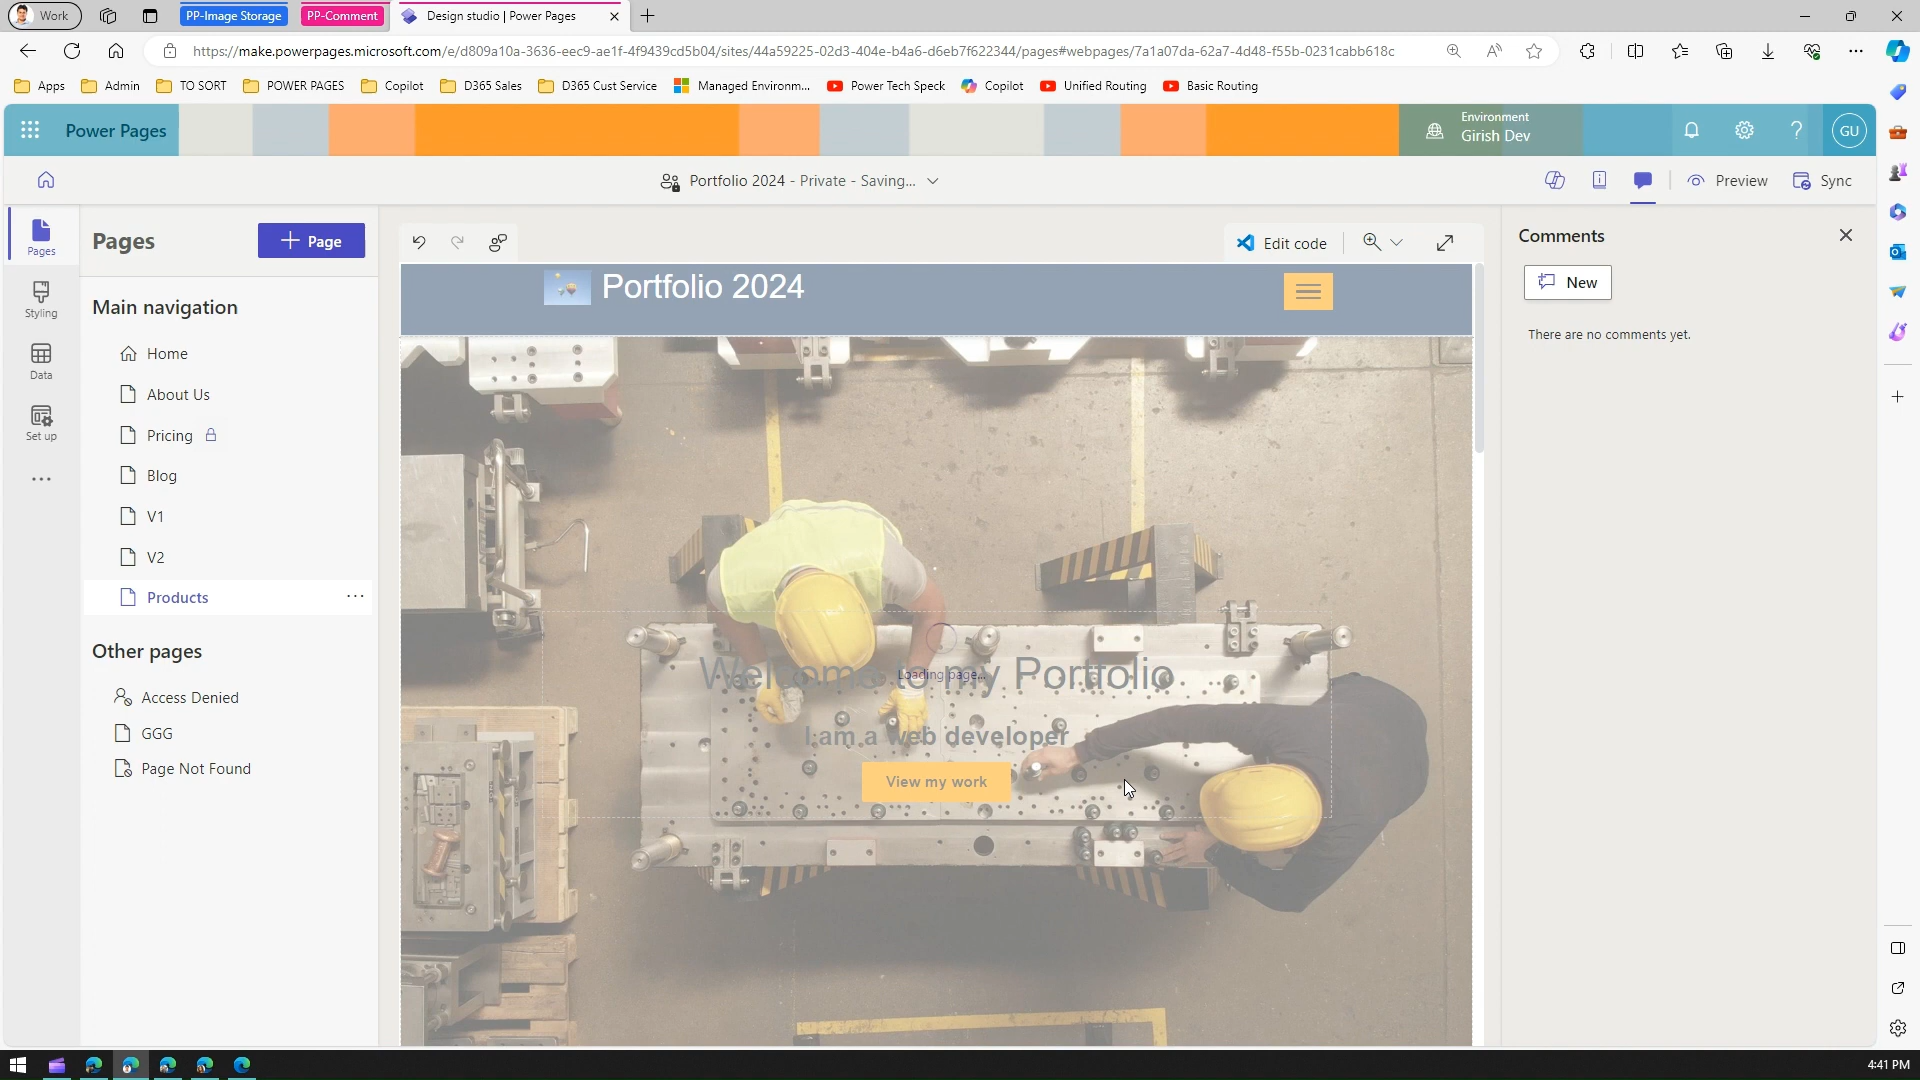 Work
PP-Image Storage
PP-Comment
Design studio | Power Pages
https://make.powerpages.microsoft.com/e/d809a10a-3636-eec9-ae1f-4f9439cd5b04/sites/44a59225-02d3-404e-b4a6-d6eb7f622344/pages#webpages/7a1a07da-62a7-4d48-f55b-0231cabb618c
Apps
Admin
TO SORT
POWER PAGES
Copilot
D365 Sales
D365 Cust Service
Managed Environm...
Power Tech Speck
Copilot
Unified Routing
Basic Routing
Power Pages
Environment
Girish Dev
GU
Portfolio 2024 - Private - Saving...
Preview
Sync
Pages
Styling
Data
Set up
Pages
Page
Main navigation
Home
About Us
Pricing
Blog
V1
V2
Products
Other pages
Access Denied
GGG
Page Not Found
Edit code
Portfolio 2024
Welcome to my Portfolio
Loading page...
I am a web developer
View my work
Comments
New
There are no comments yet.
4:41 PM